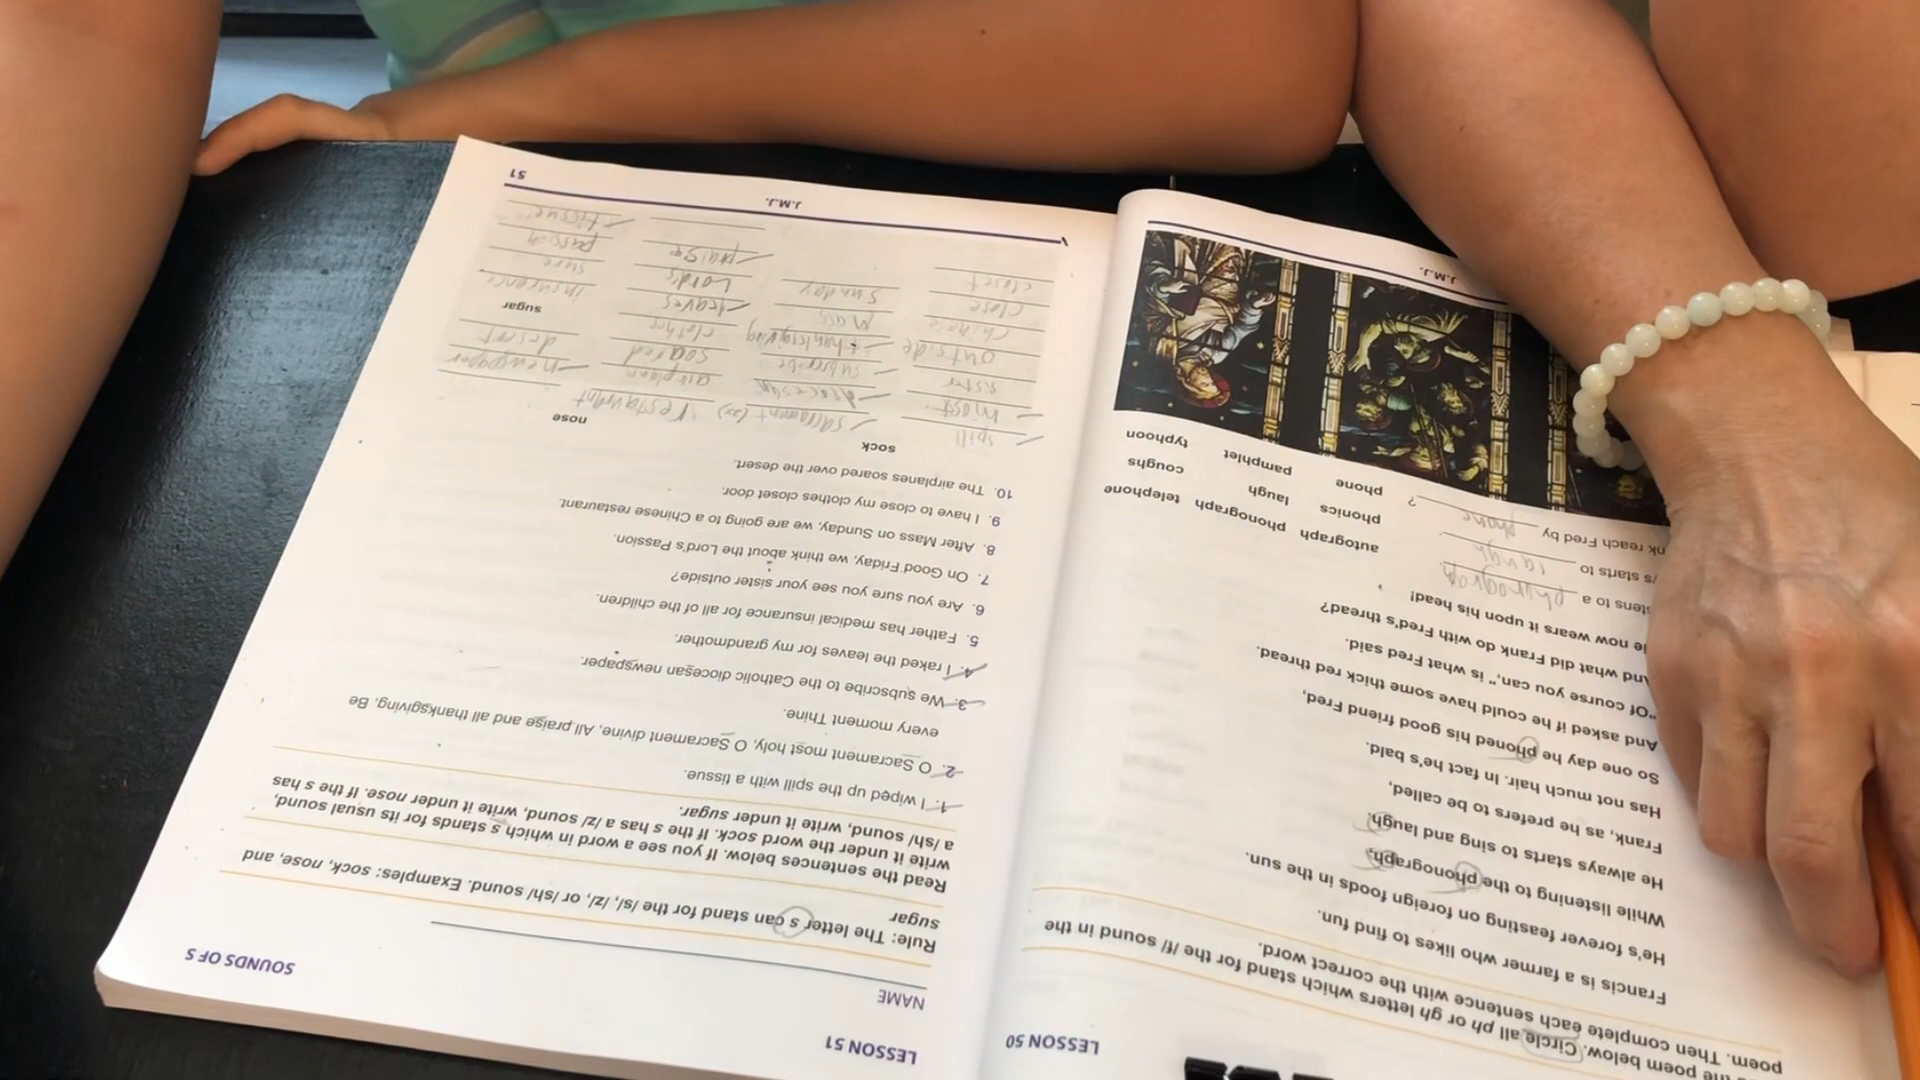 LESSON 50
the poem below. Circle all ph or gh letters which stand for the /f/ sound in the
poem. Then complete each sentence with the correct word.
Francis is a farmer who likes to find fun.
He's forever feasting on foreign foods in the sun.
While listening to the phonograph,
He always starts to sing and laugh.
Frank, as he prefers to be called,
Has not much hair. In fact he's bald.
So one day he phoned his good friend Fred,
And asked if he could have some thick red thread.
"Of course you can," is what Fred said.
And what did Frank do with Fred's thread?
He now wears it upon his head!
stens to a phonograph.
/s starts to laugh.
nk reach Fred by phone?
autograph phonograph telephone
phonics laugh coughs
phone pamphlet typhoon
J.M.J.
LESSON 51
SOUNDS OF S
NAME
Rule: The letter s can stand for the /s/, /z/, or /sh/ sound. Examples: sock, nose, and
sugar
Read the sentences below. If you see a word in which s stands for its usual sound,
write it under the word sock. If the s has a /z/ sound, write it under nose. If the s has
a /sh/ sound, write it under sugar.
1. I wiped up the spill with a tissue.
2. O Sacrament most holy, O Sacrament divine, All praise and all thanksgiving, Be
every moment Thine.
3. We subscribe to the Catholic diocesan newspaper.
4. I raked the leaves for my grandmother.
5. Father has medical insurance for all of the children.
6. Are you sure you see your sister outside?
7. On Good Friday, we think about the Lord's Passion.
8. After Mass on Sunday, we are going to a Chinese restaurant.
9. I have to close my clothes closet door.
10. The airplanes soared over the desert.
sock
nose
spill sacrament (x2) restaurant newspaper
most diocesan airplane desert
sister subscribe soared
sugar
outside thanksgiving clothes insurance
chinese Mass leaves sure
close Sunday Lord's passion
closet praise tissue
J.M.J.
51